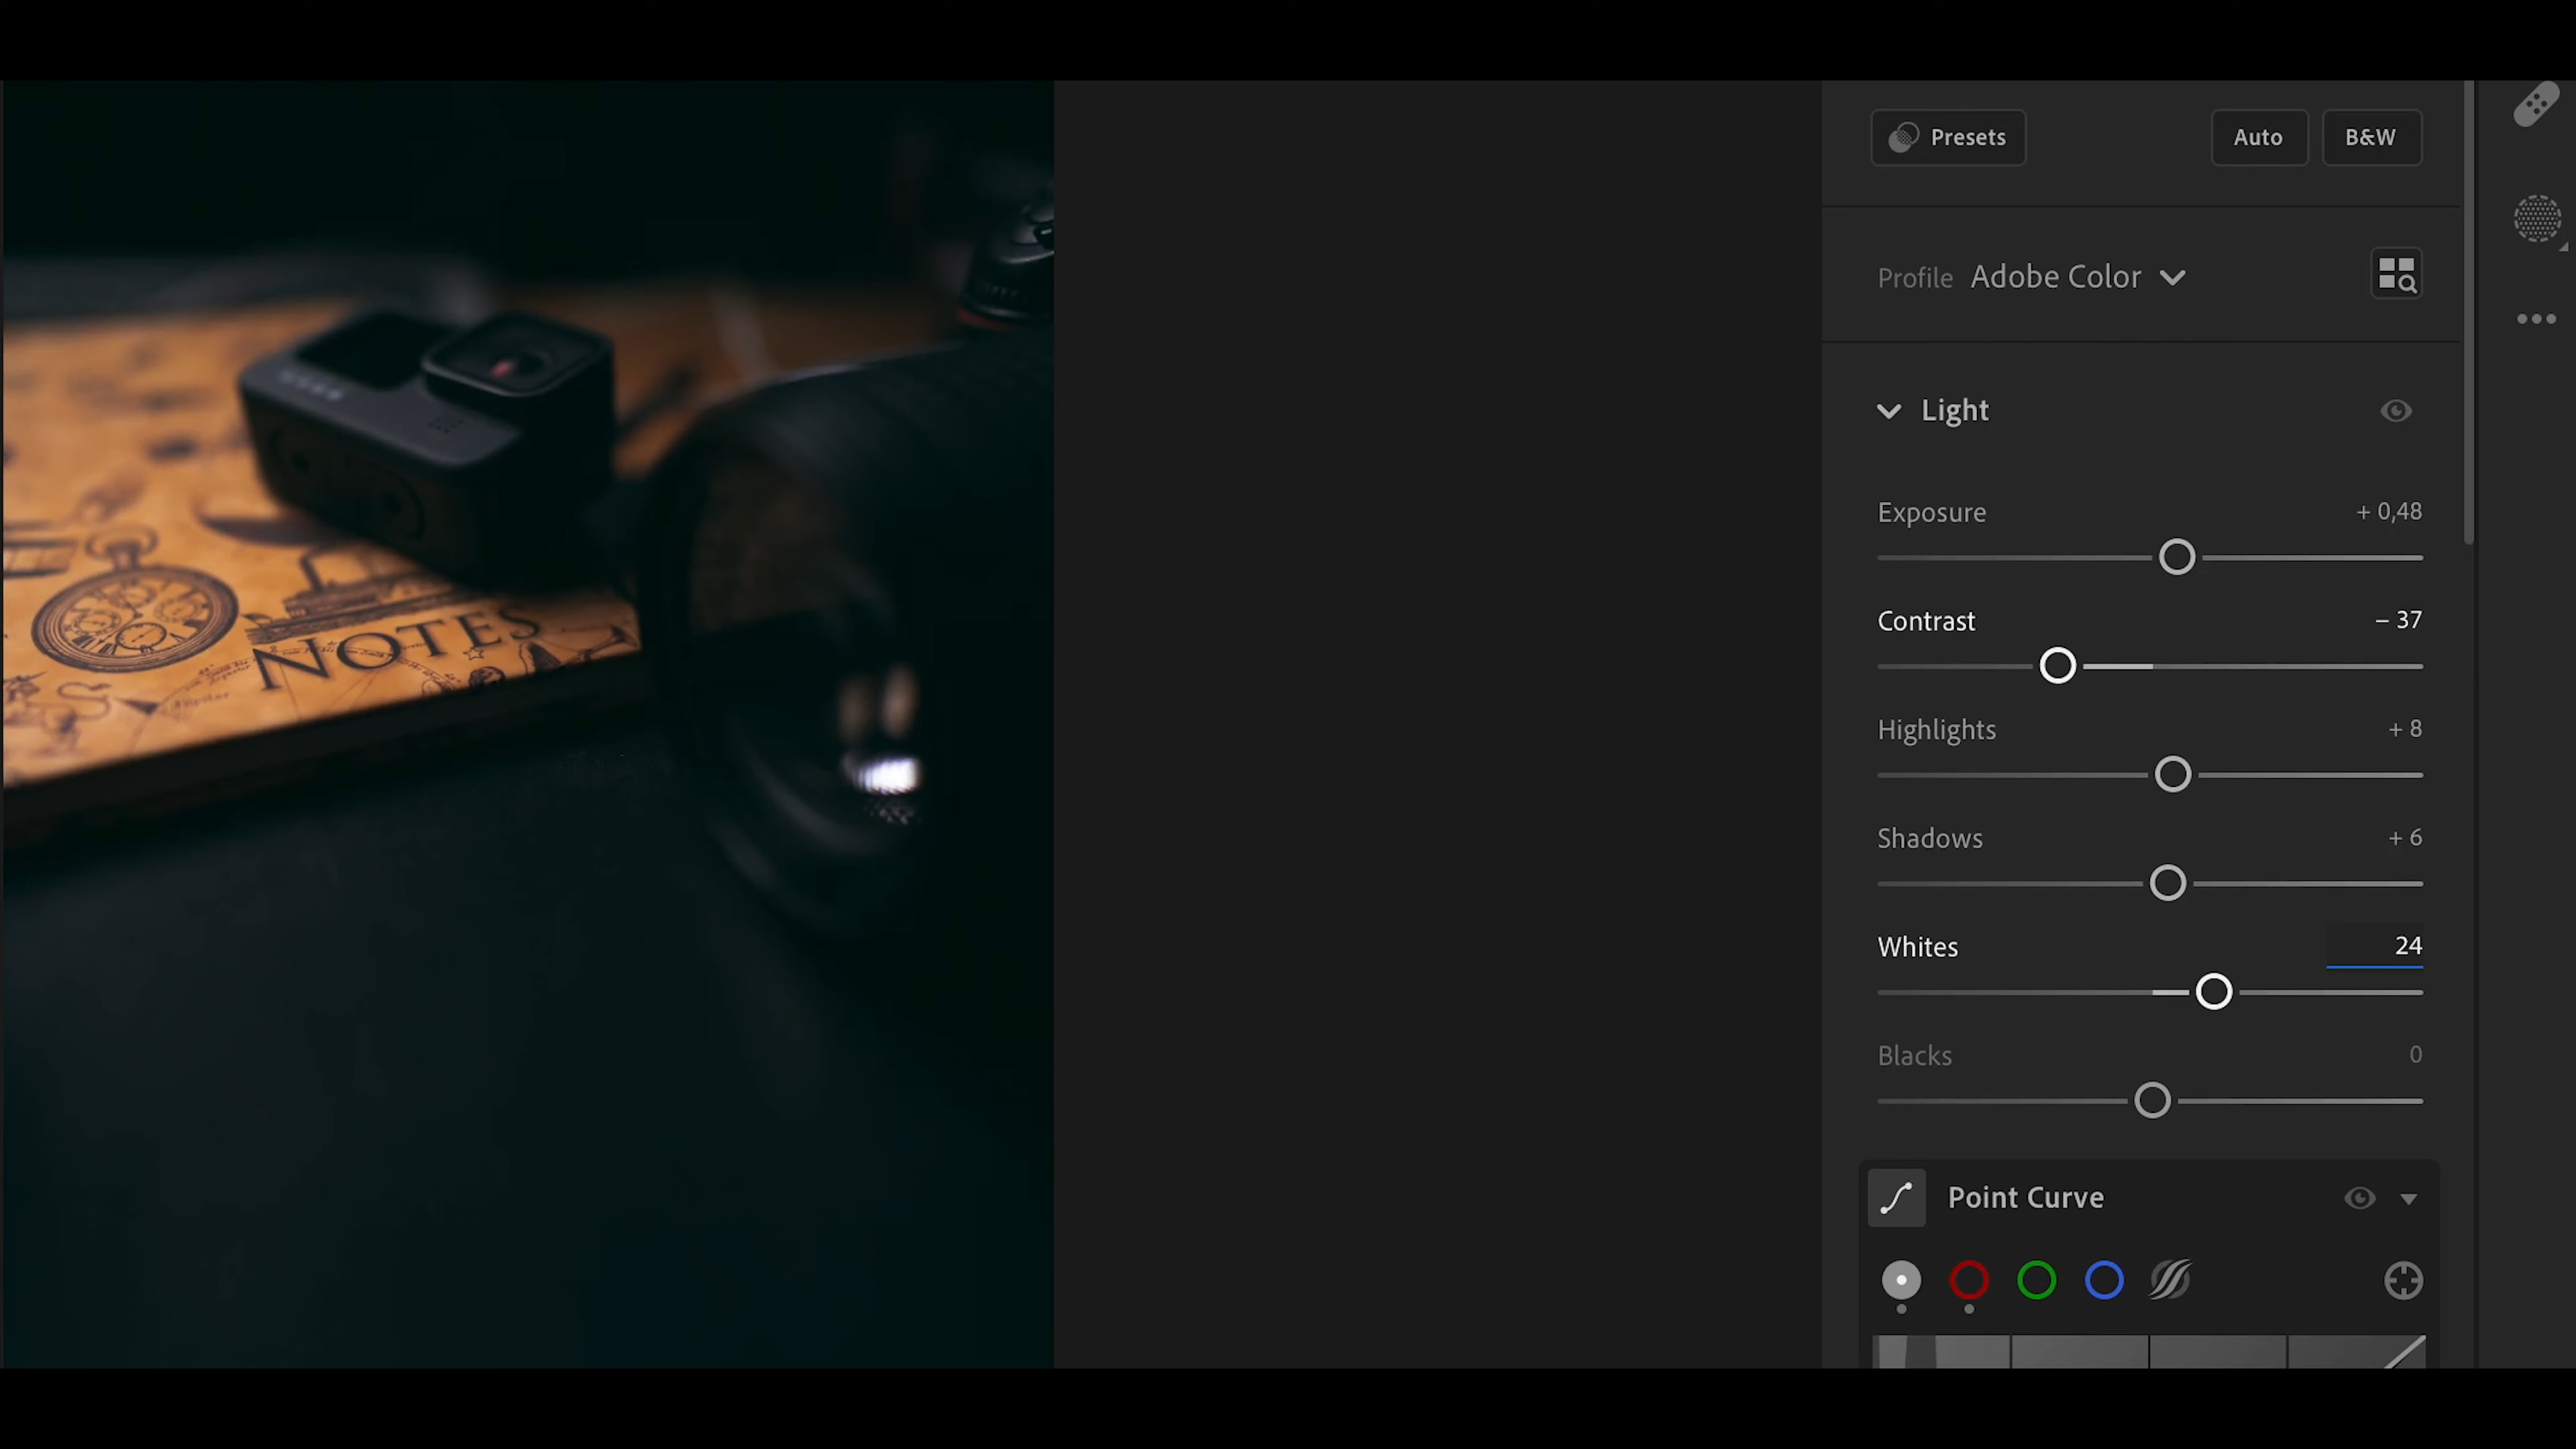 Presets
Auto
B&W
Profile Adobe Color
Light
Exposure + 0,48
Contrast – 37
Highlights + 8
Shadows + 6
Whites 24
Blacks 0
Point Curve
NOTES